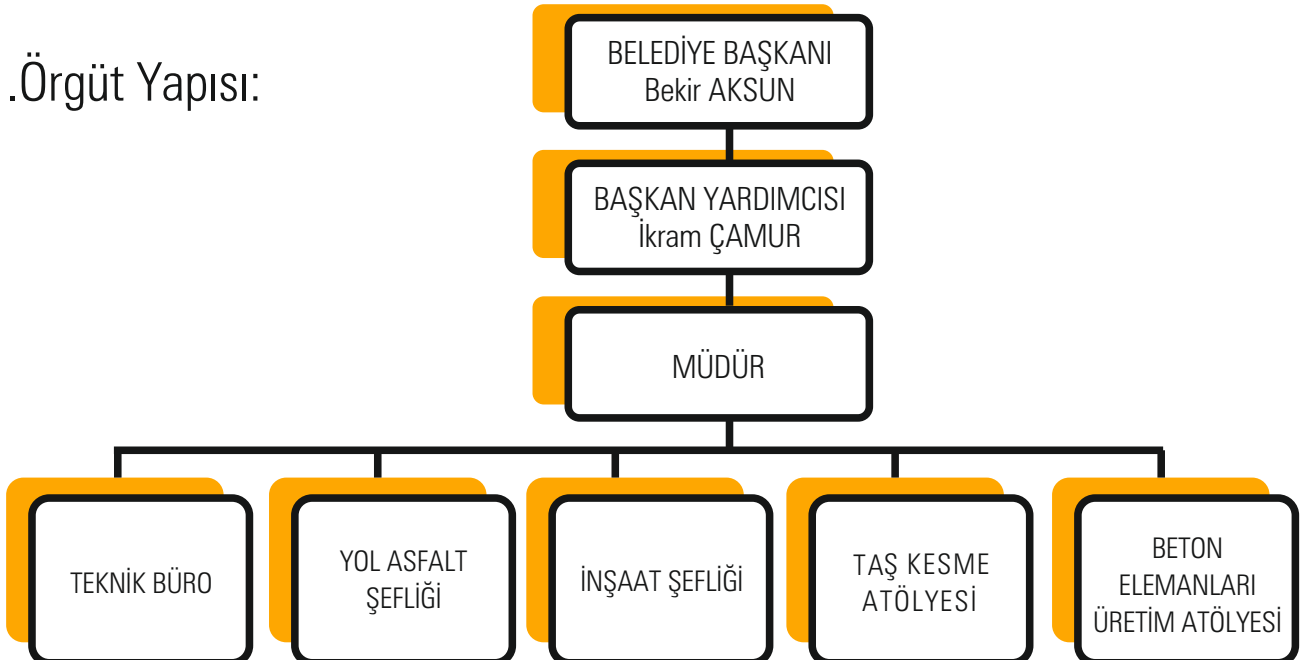 .Örgüt Yapısı:
BELEDİYE BAŞKANI
Bekir AKSUN
BAŞKAN YARDIMCISI
İkram ÇAMUR
MÜDÜR
TEKNİK BÜRO
YOL ASFALT
ŞEFLİĞİ
İNŞAAT ŞEFLİĞİ
TAŞ KESME
ATÖLYESİ
BETON
ELEMANLARI
ÜRETİM ATÖLYESİ